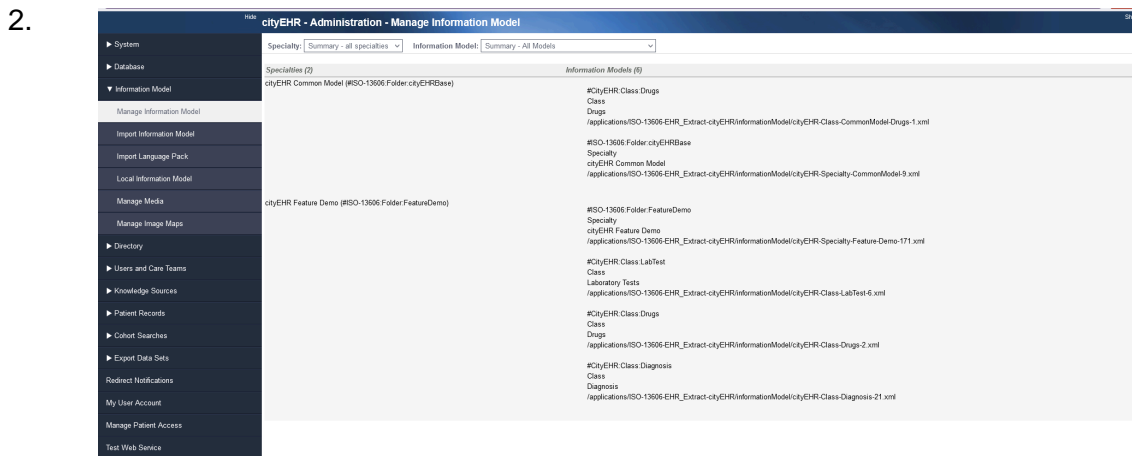 2.
Hide
cityEHR - Administration - Manage Information Model
▶ System
▶ Database
▼ Information Model
Manage Information Model
Import Information Model
Import Language Pack
Local Information Model
Manage Media
Manage Image Maps
▶ Directory
▶ Users and Care Teams
▶ Knowledge Sources
▶ Patient Records
▶ Cohort Searches
▶ Export Data Sets
Redirect Notifications
My User Account
Manage Patient Access
Test Web Service
Specialty: Summary - all specialties Information Model: Summary - All Models
Specialties (2) Information Models (6)
cityEHR Common Model (#ISO-13606:Folder:cityEHRBase)
#CityEHR:Class:Drugs
Class
Drugs
/applications/ISO-13606-EHR_Extract-cityEHR/informationModel/cityEHR-Class-CommonModel-Drugs-1.xml
#ISO-13606:Folder:cityEHRBase
Specialty
cityEHR Common Model
/applications/ISO-13606-EHR_Extract-cityEHR/informationModel/cityEHR-Specialty-CommonModel-9.xml
cityEHR Feature Demo (#ISO-13606:Folder:FeatureDemo)
#ISO-13606:Folder:FeatureDemo
Specialty
cityEHR Feature Demo
/applications/ISO-13606-EHR_Extract-cityEHR/informationModel/cityEHR-Specialty-Feature-Demo-171.xml
#CityEHR:Class:LabTest
Class
Laboratory Tests
/applications/ISO-13606-EHR_Extract-cityEHR/informationModel/cityEHR-Class-LabTest-6.xml
#CityEHR:Class:Drugs
Class
Drugs
/applications/ISO-13606-EHR_Extract-cityEHR/informationModel/cityEHR-Class-Drugs-2.xml
#CityEHR:Class:Diagnosis
Class
Diagnosis
/applications/ISO-13606-EHR_Extract-cityEHR/informationModel/cityEHR-Class-Diagnosis-21.xml